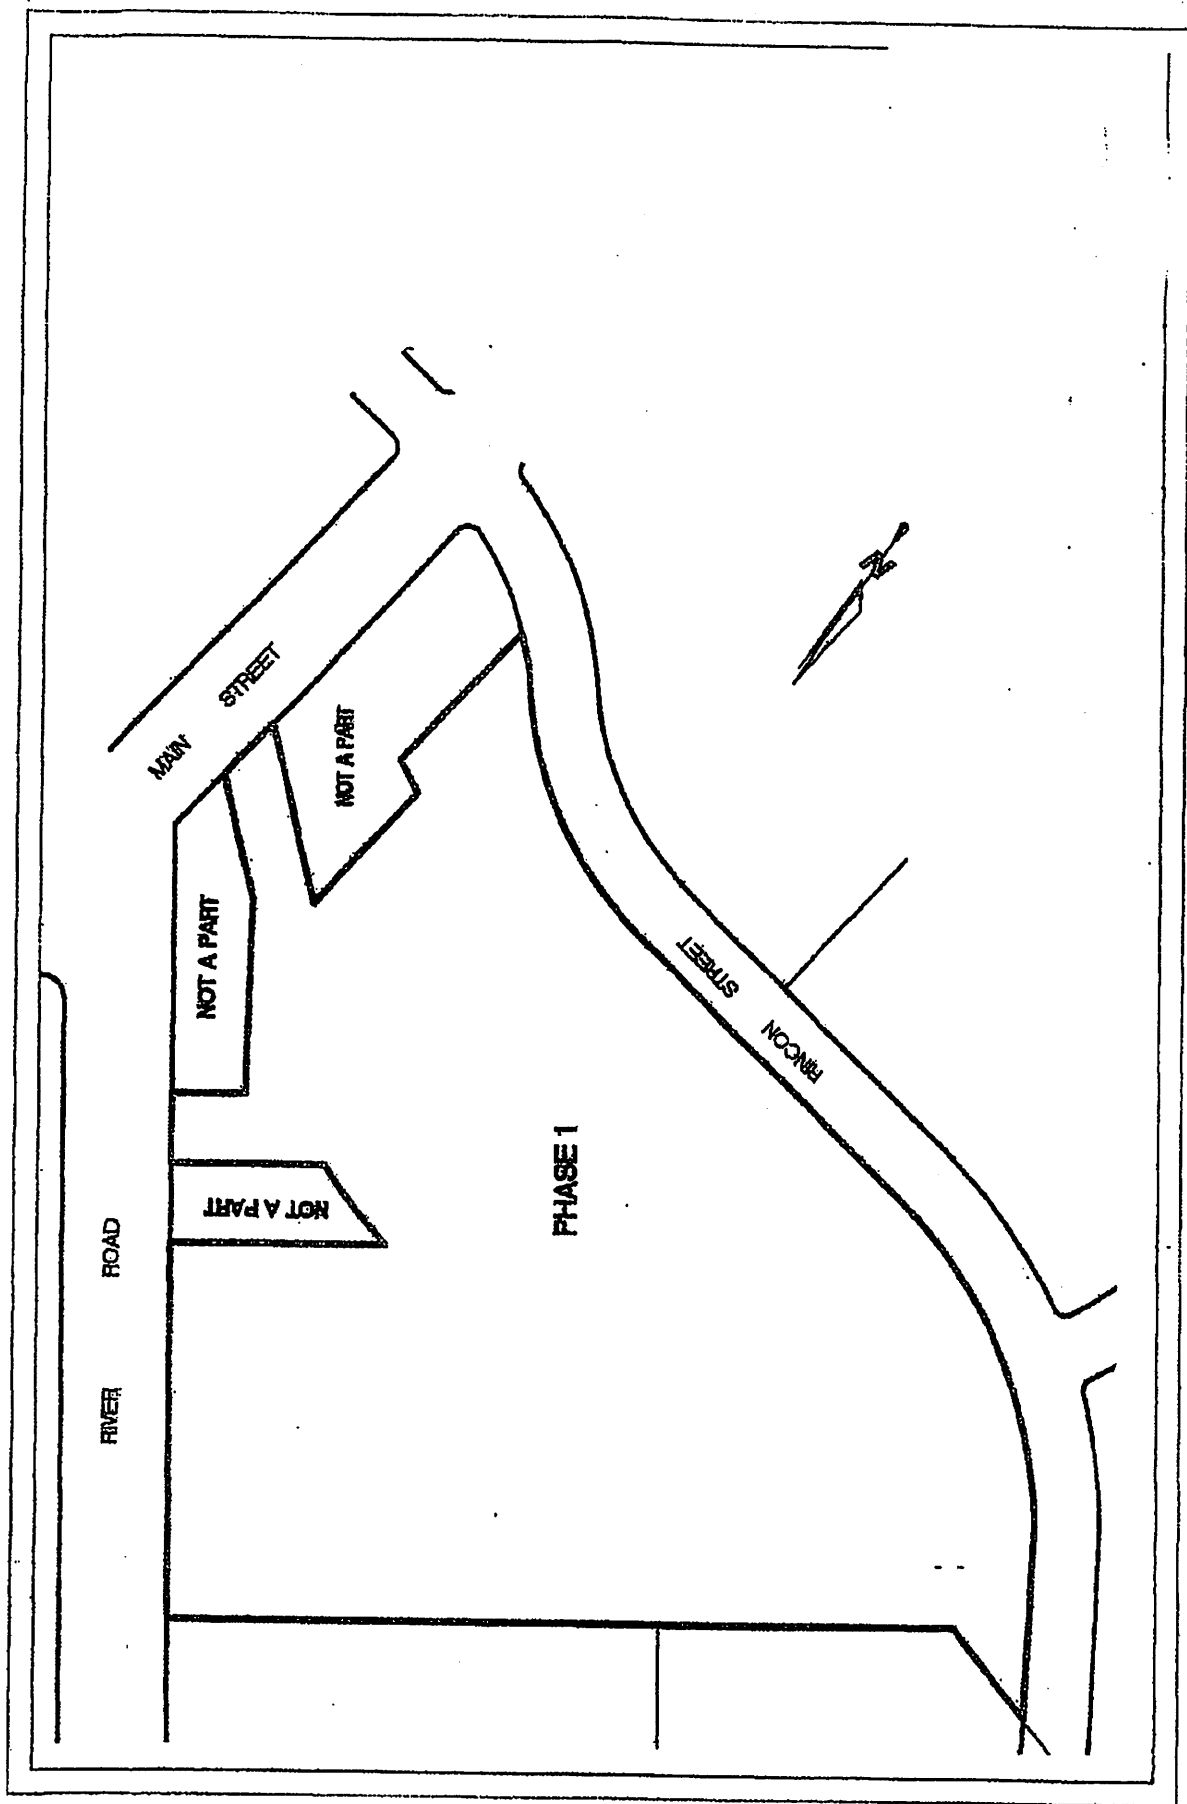 MAIN STREET
NOT A PART
NOT A PART
NOT A PART
RIVER ROAD
PHASE 1
RINCON STREET
N